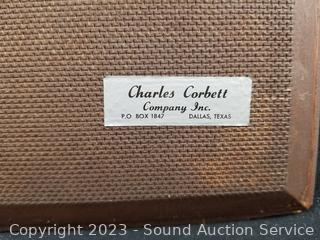 Charles Corbett
Company Inc.
P.O BOX 1847 DALLAS, TEXAS
Copyright 2023 - Sound Auction Service